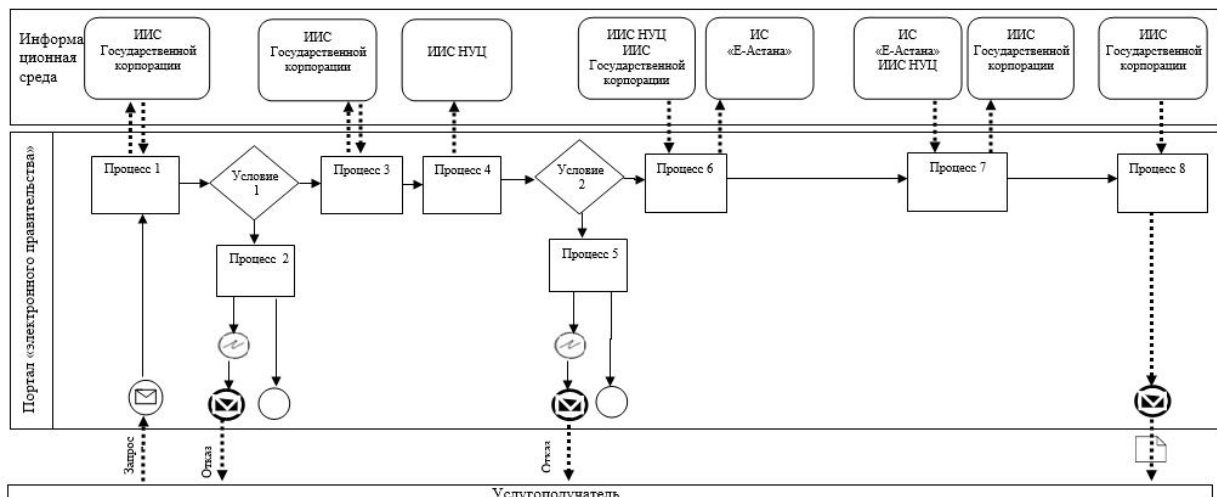 Информа
ционная
среда
ИИС
Государственной
корпорации
ИИС
Государственной
корпорации
ИИС НУЦ
ИИС НУЦ
ИИС
Государственной
корпорации
ИС
«Е-Астана»
ИС
«Е-Астана»
ИИС НУЦ
ИИС
Государственной
корпорации
ИИС
Государственной
корпорации
Портал «электронного правительства»
Процесс 1
Условие
1
Процесс 3
Процесс 4
Условие
2
Процесс 6
Процесс 7
Процесс 8
Процесс 2
Процесс 5
Запрос
Отказ
Отказ
Услугополучатель